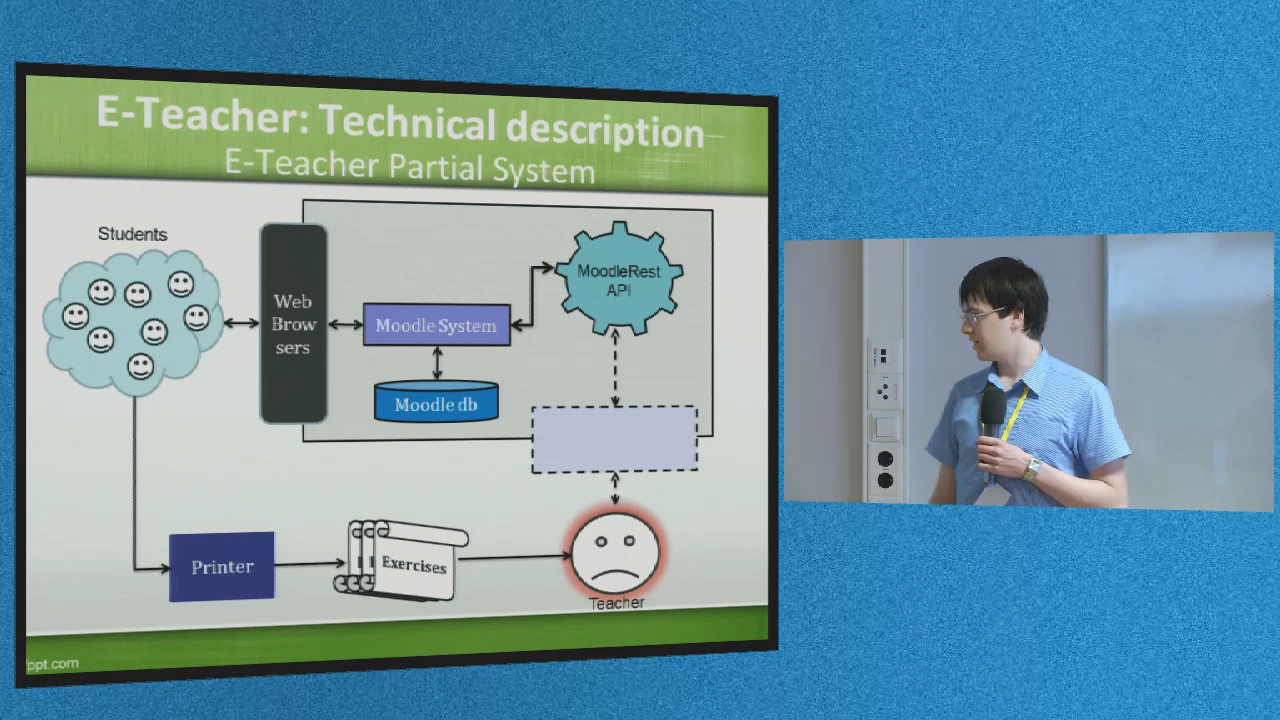 E-Teacher: Technical description
E-Teacher Partial System
Students
Web
Brow
sers
Moodle System
Moodle db
MoodleRest
API
Printer
Exercises
Teacher
fppt.com